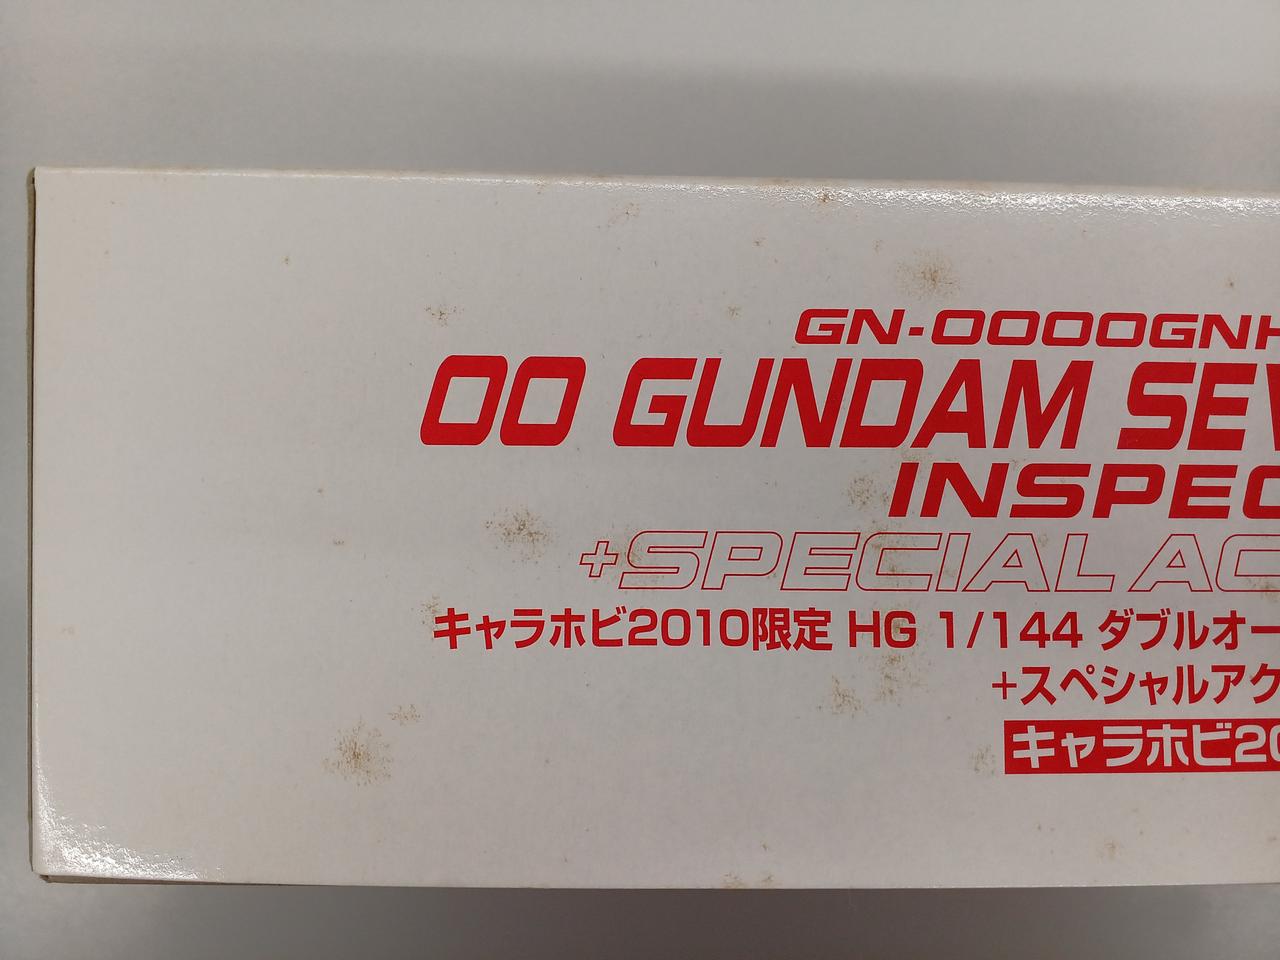 GN-0000GNH
00 GUNDAM SEV
INSPEC
+SPECIAL AC
キャラホビ2010限定 HG 1/144 ダブルオー
+スペシャルアク
キャラホビ20